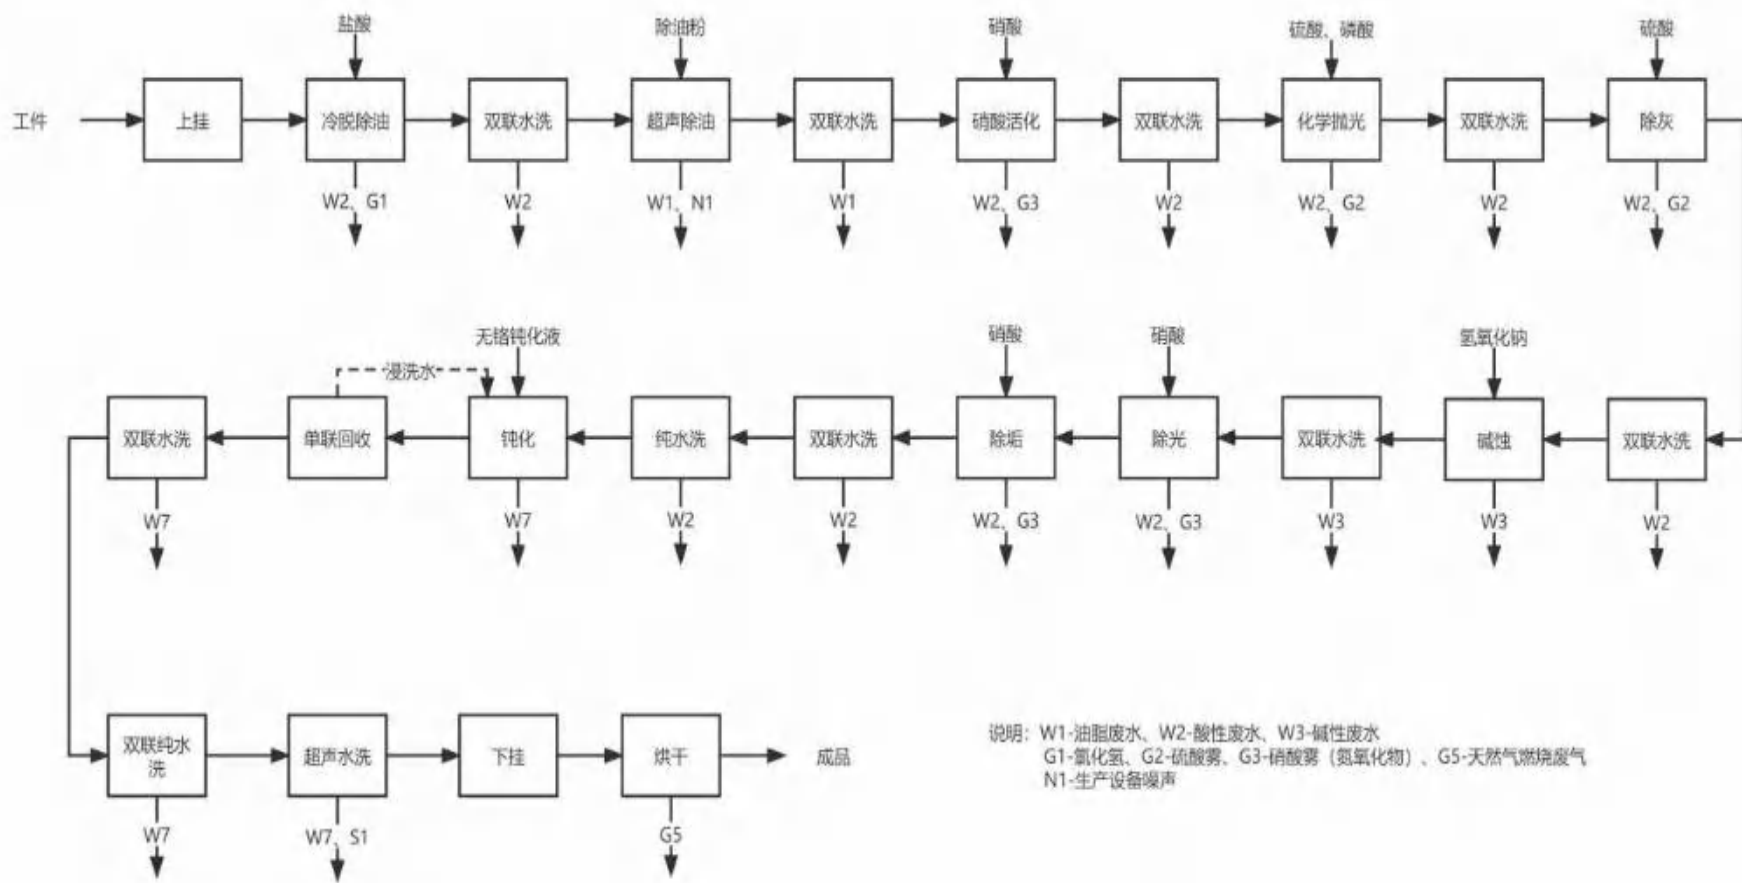 盐酸
除油粉
硝酸
硫酸、磷酸
硫酸
工件
上挂
冷脱除油
双联水洗
超声除油
双联水洗
硝酸活化
双联水洗
化学抛光
双联水洗
除灰
W2、G1
W2
W1、N1
W1
W2、G3
W2
W2、G2
W2
W2、G2
无铬钝化液
硝酸
硝酸
氢氧化钠
浸洗水
双联水洗
单联回收
钝化
纯水洗
双联水洗
除垢
除光
双联水洗
碱蚀
双联水洗
W7
W7
W2
W2
W2、G3
W2、G3
W3
W3
W2
双联纯水
洗
超声水洗
下挂
烘干
成品
W7
W7、S1
G5
说明：W1-油脂废水、W2-酸性废水、W3-碱性废水
G1-氯化氢、G2-硫酸雾、G3-硝酸雾（氮氧化物）、G5-天然气燃烧废气
N1-生产设备噪声